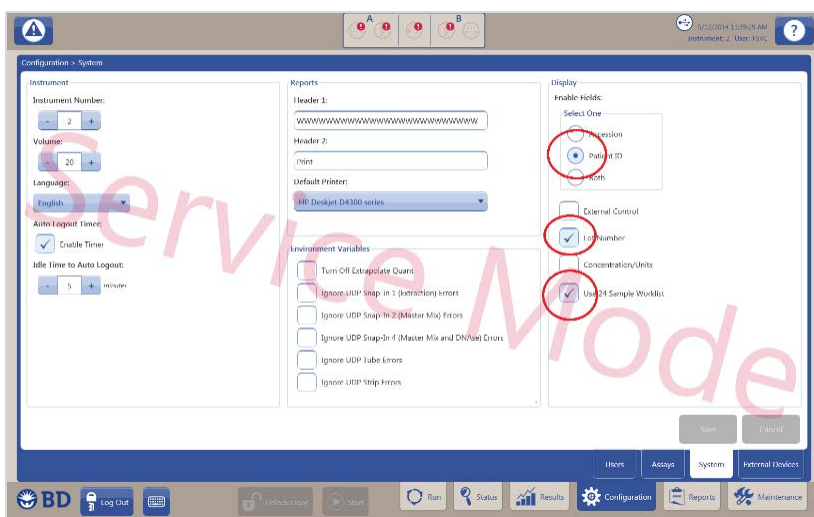 A
B
5/12/2014 11:39:29 AM
Instrument: 2 User: FSVC
?
Configuration > System
Instrument
Instrument Number:
- 2 +
Volume:
- 20 +
Language:
English
Auto Logout Timer:
Enable Timer
Idle Time to Auto Logout:
- 5 + minutes
Reports
Header 1:
WWWWWWWWWWWWWWWWWWWWWWWWW
Header 2:
Print
Default Printer:
HP Deskjet D4300 series
Environment Variables
Turn Off Extrapolate Quant
Ignore UDP Snap-In 1 (Extraction) Errors
Ignore UDP Snap-In 2 (Master Mix) Errors
Ignore UDP Snap-In 4 (Master Mix and DNAse) Errors
Ignore UDP Tube Errors
Ignore UDP Strip Errors
Display
Enable Fields:
Select One
Accession
Patient ID
Both
External Control
Lot Number
Concentration/Units
Use 24 Sample Worklist
Service Mode
Save Cancel
Users Assays System External Devices
BD Log Out Unlock Door Start Run Status Results Configuration Reports Maintenance